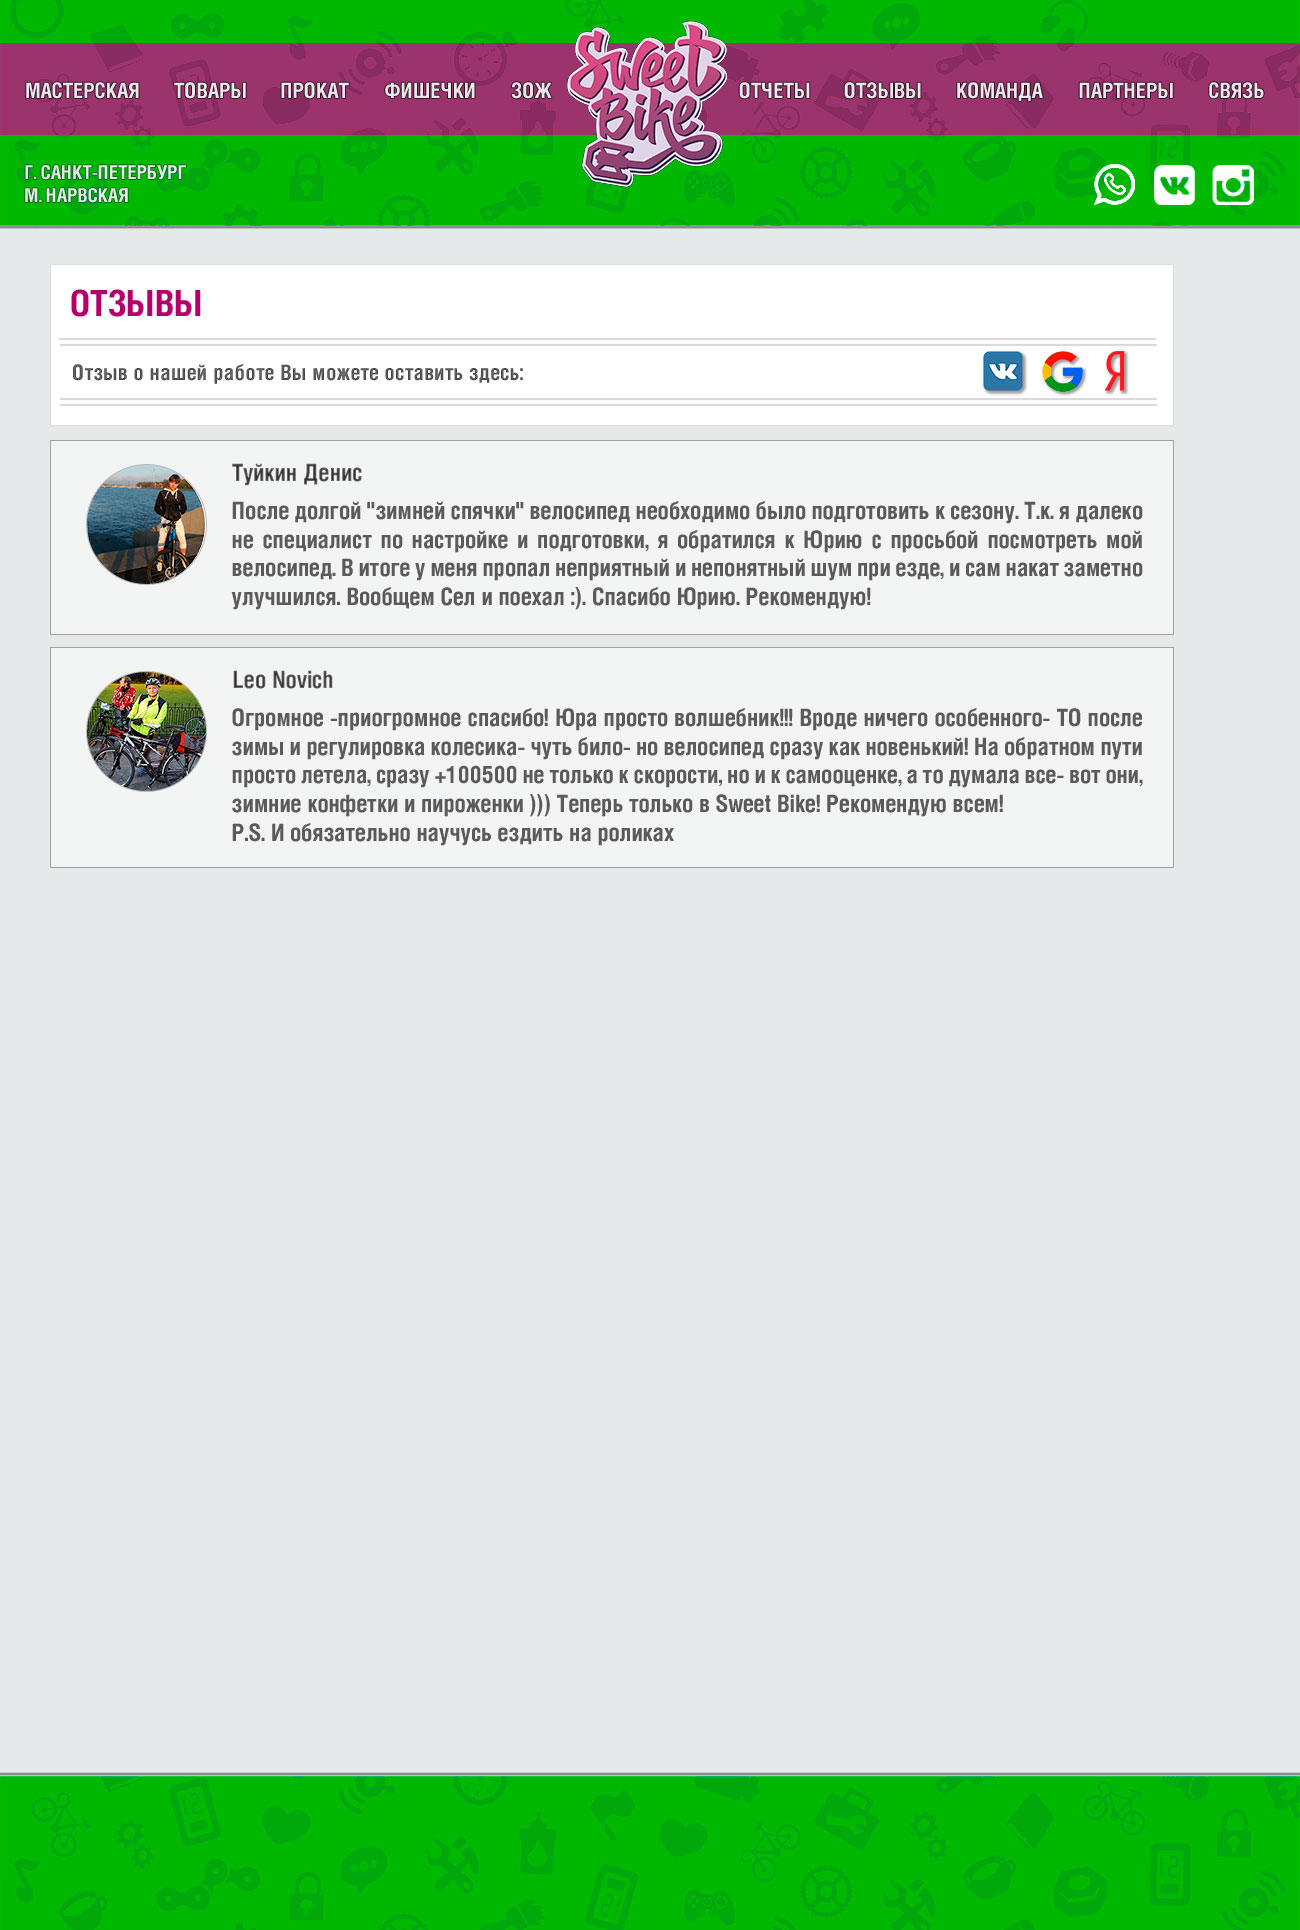 МАСТЕРСКАЯ ТОВАРЫ ПРОКАТ ФИШЕЧКИ ЗОЖ Sweet Bike ОТЧЕТЫ ОТЗЫВЫ КОМАНДА ПАРТНЕРЫ СВЯЗЬ
Г. САНКТ-ПЕТЕРБУРГ
М. НАРВСКАЯ
ОТЗЫВЫ
Отзыв о нашей работе Вы можете оставить здесь:
Туйкин Денис
После долгой "зимней спячки" велосипед необходимо было подготовить к сезону. Т.к. я далеко
не специалист по настройке и подготовки, я обратился к Юрию с просьбой посмотреть мой
велосипед. В итоге у меня пропал неприятный и непонятный шум при езде, и сам накат заметно
улучшился. Вообщем Сел и поехал :). Спасибо Юрию. Рекомендую!
Leo Novich
Огромное -приогромное спасибо! Юра просто волшебник!!! Вроде ничего особенного- ТО после
зимы и регулировка колесика- чуть било- но велосипед сразу как новенький! На обратном пути
просто летела, сразу +100500 не только к скорости, но и к самооценке, а то думала все- вот они,
зимние конфетки и пироженки ))) Теперь только в Sweet Bike! Рекомендую всем!
P.S. И обязательно научусь ездить на роликах